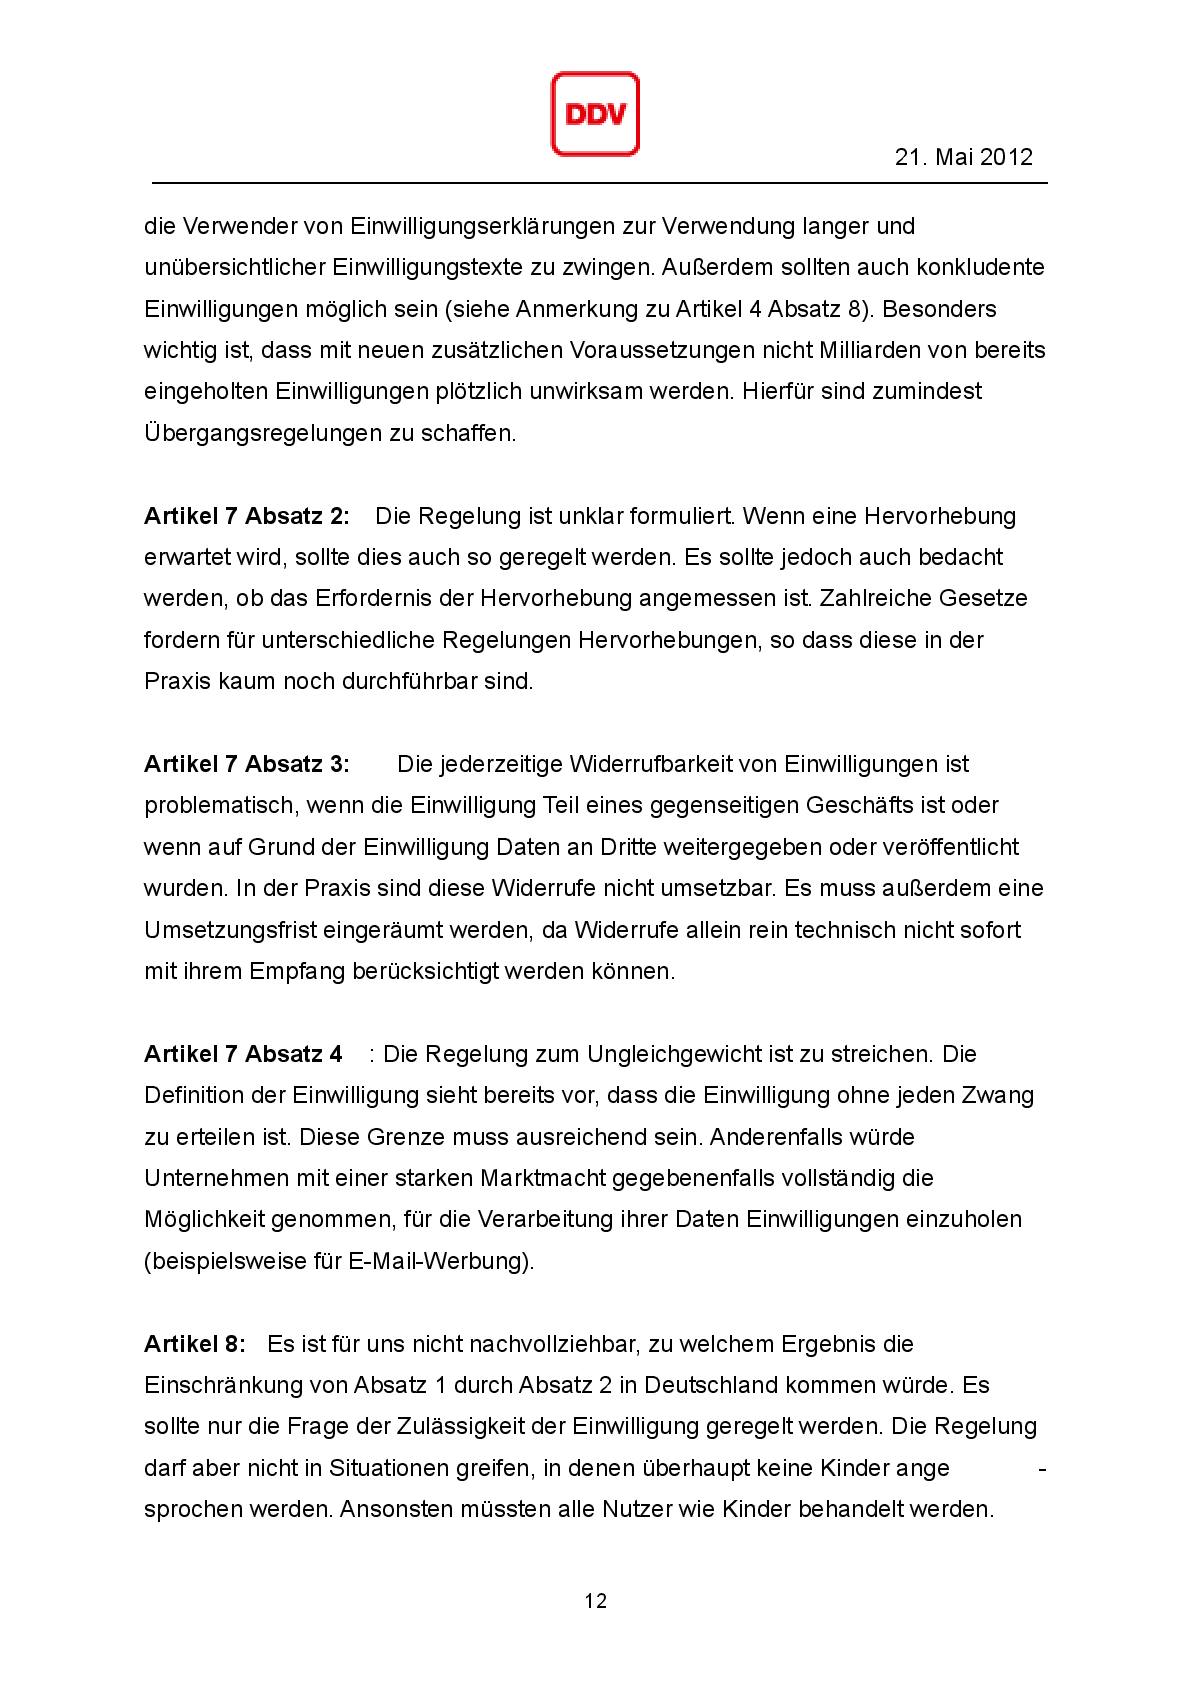 DDV
21. Mai 2012
die Verwender von Einwilligungserklärungen zur Verwendung langer und
unübersichtlicher Einwilligungstexte zu zwingen. Außerdem sollten auch konkludente
Einwilligungen möglich sein (siehe Anmerkung zu Artikel 4 Absatz 8). Besonders
wichtig ist, dass mit neuen zusätzlichen Voraussetzungen nicht Milliarden von bereits
eingeholten Einwilligungen plötzlich unwirksam werden. Hierfür sind zumindest
Übergangsregelungen zu schaffen.
Artikel 7 Absatz 2: Die Regelung ist unklar formuliert. Wenn eine Hervorhebung
erwartet wird, sollte dies auch so geregelt werden. Es sollte jedoch auch bedacht
werden, ob das Erfordernis der Hervorhebung angemessen ist. Zahlreiche Gesetze
fordern für unterschiedliche Regelungen Hervorhebungen, so dass diese in der
Praxis kaum noch durchführbar sind.
Artikel 7 Absatz 3: Die jederzeitige Widerrufbarkeit von Einwilligungen ist
problematisch, wenn die Einwilligung Teil eines gegenseitigen Geschäfts ist oder
wenn auf Grund der Einwilligung Daten an Dritte weitergegeben oder veröffentlicht
wurden. In der Praxis sind diese Widerrufe nicht umsetzbar. Es muss außerdem eine
Umsetzungsfrist eingeräumt werden, da Widerrufe allein rein technisch nicht sofort
mit ihrem Empfang berücksichtigt werden können.
Artikel 7 Absatz 4 : Die Regelung zum Ungleichgewicht ist zu streichen. Die
Definition der Einwilligung sieht bereits vor, dass die Einwilligung ohne jeden Zwang
zu erteilen ist. Diese Grenze muss ausreichend sein. Anderenfalls würde
Unternehmen mit einer starken Marktmacht gegebenenfalls vollständig die
Möglichkeit genommen, für die Verarbeitung ihrer Daten Einwilligungen einzuholen
(beispielsweise für E-Mail-Werbung).
Artikel 8: Es ist für uns nicht nachvollziehbar, zu welchem Ergebnis die
Einschränkung von Absatz 1 durch Absatz 2 in Deutschland kommen würde. Es
sollte nur die Frage der Zulässigkeit der Einwilligung geregelt werden. Die Regelung
darf aber nicht in Situationen greifen, in denen überhaupt keine Kinder ange -
sprochen werden. Ansonsten müssten alle Nutzer wie Kinder behandelt werden.
12